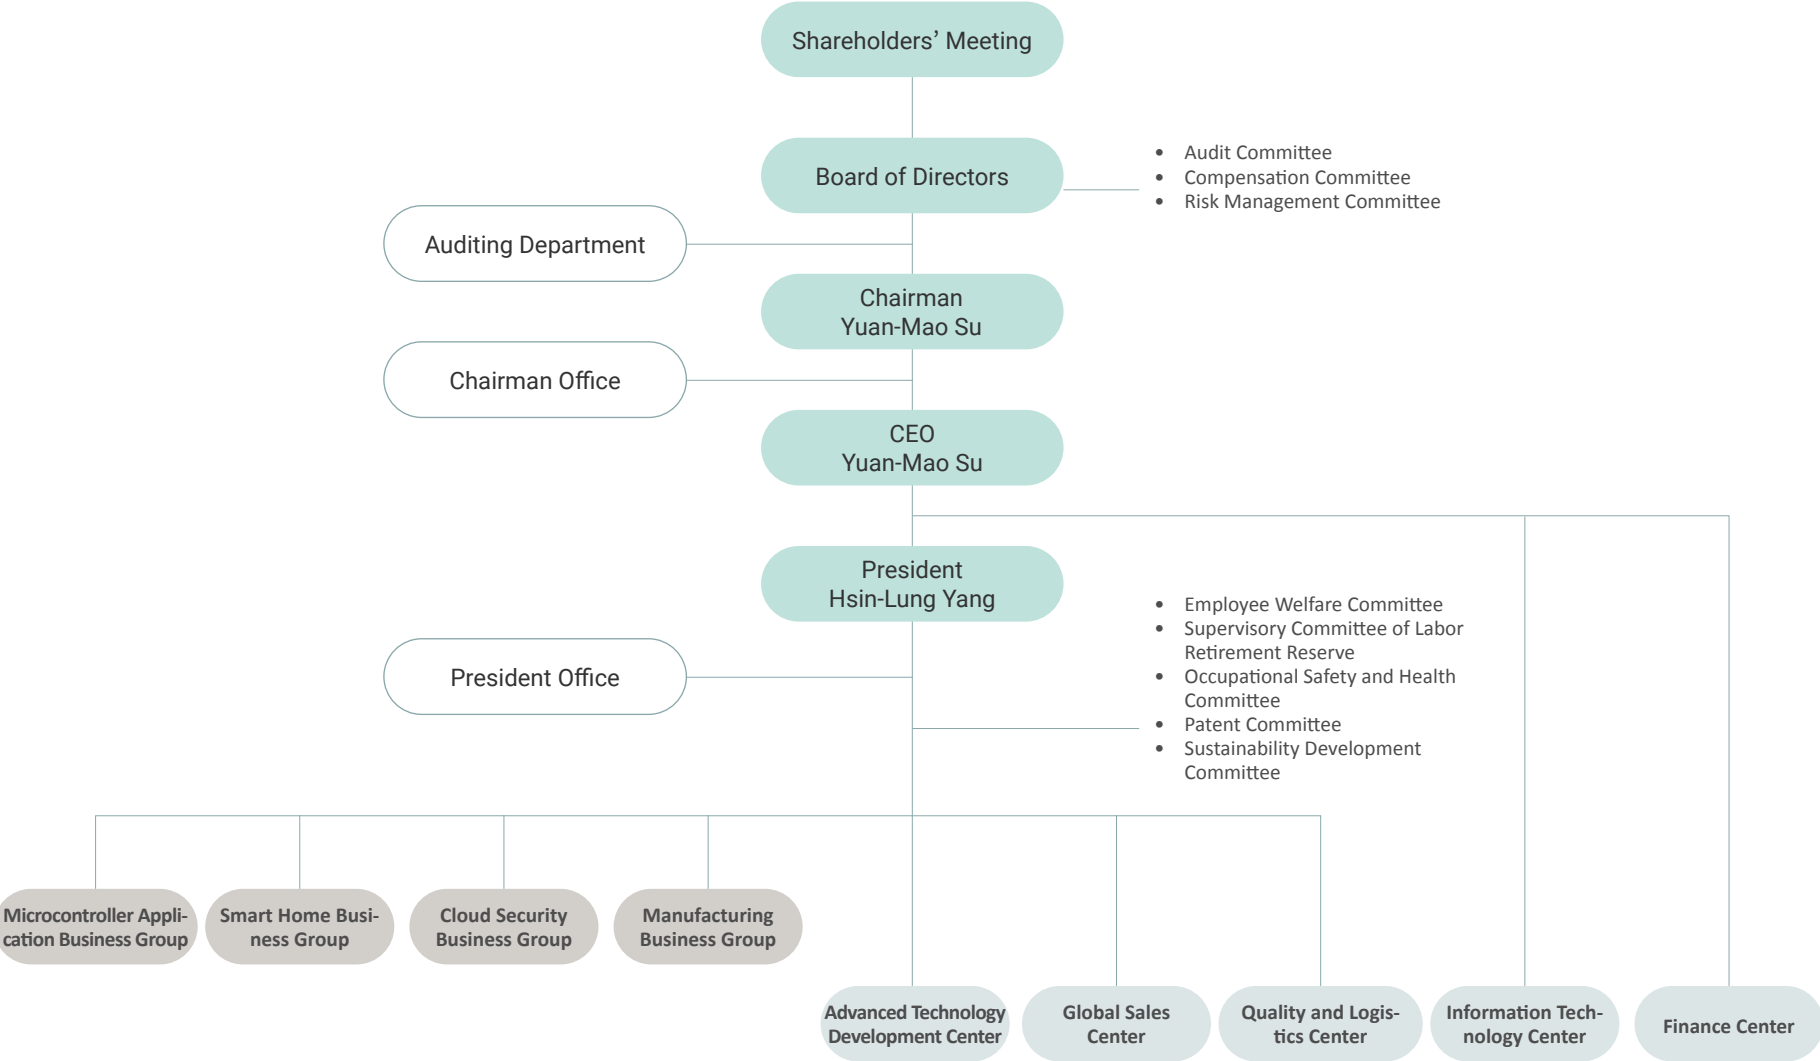 Shareholders’ Meeting
Board of Directors
• Audit Committee
• Compensation Committee
• Risk Management Committee
Auditing Department
Chairman
Yuan-Mao Su
Chairman Office
CEO
Yuan-Mao Su
President
Hsin-Lung Yang
• Employee Welfare Committee
• Supervisory Committee of Labor
Retirement Reserve
• Occupational Safety and Health
Committee
• Patent Committee
• Sustainability Development
Committee
President Office
Microcontroller Appli-
cation Business Group
Smart Home Busi-
ness Group
Cloud Security
Business Group
Manufacturing
Business Group
Advanced Technology
Development Center
Global Sales
Center
Quality and Logis-
tics Center
Information Tech-
nology Center
Finance Center